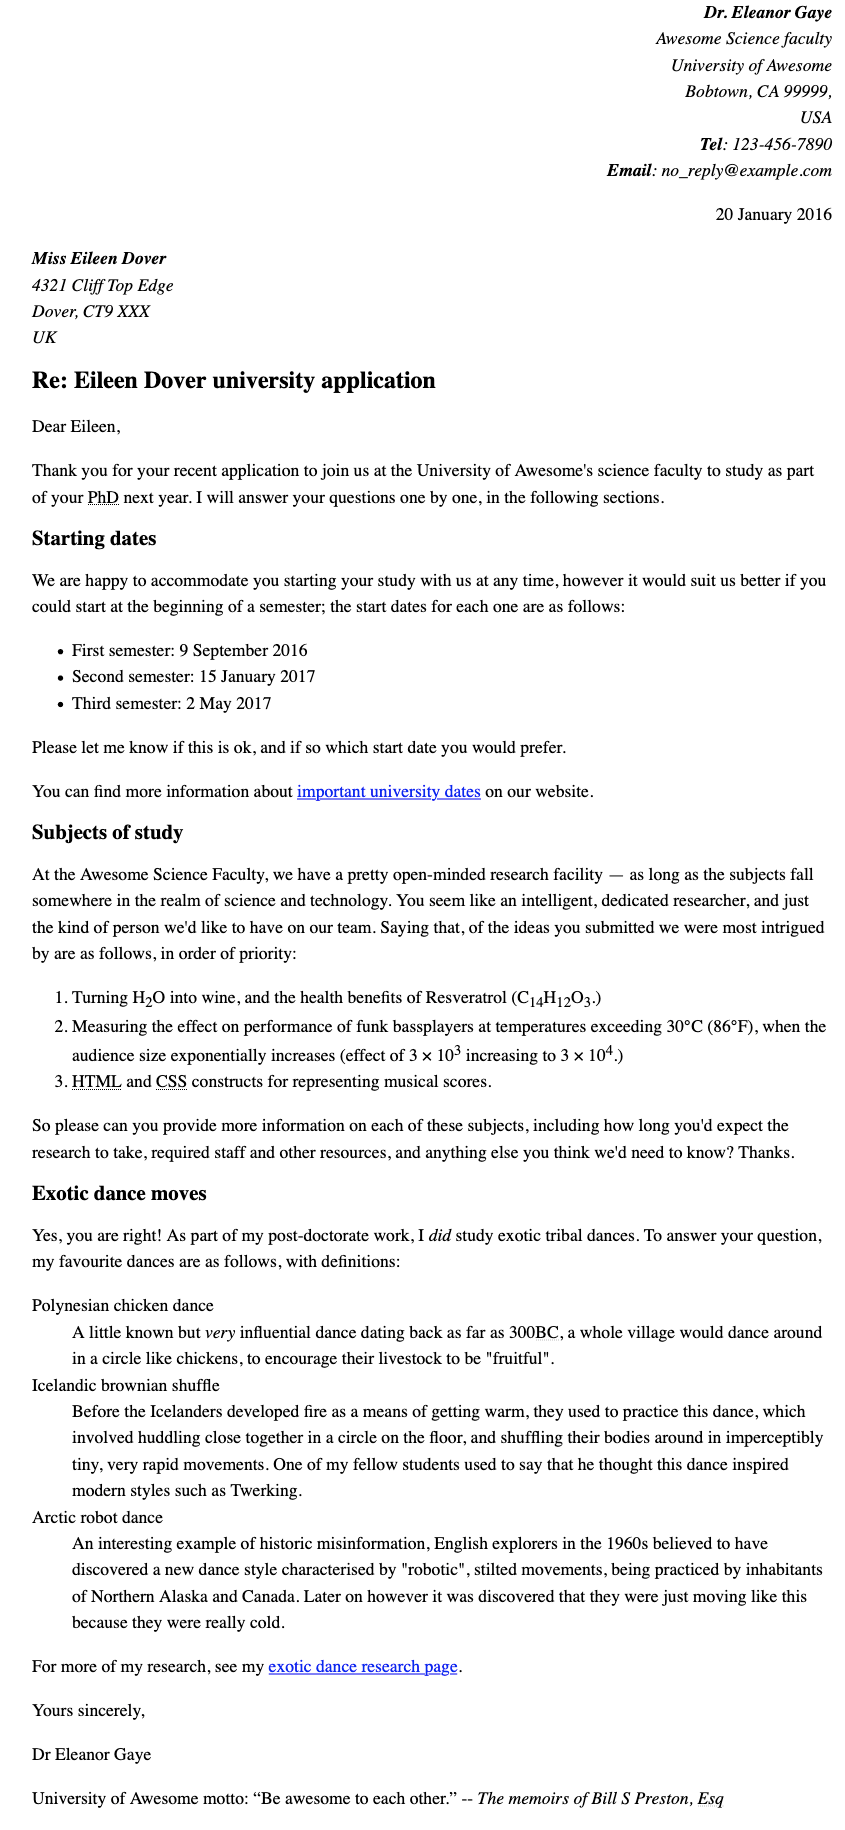 Dr. Eleanor Gaye
Awesome Science faculty
University of Awesome
Bobtown, CA 99999,
USA
Tel: 123-456-7890
Email: no_reply@example.com
20 January 2016
Miss Eileen Dover
4321 Cliff Top Edge
Dover, CT9 XXX
UK
Re: Eileen Dover university application
Dear Eileen,
Thank you for your recent application to join us at the University of Awesome's science faculty to study as part
of your PhD next year. I will answer your questions one by one, in the following sections.
Starting dates
We are happy to accommodate you starting your study with us at any time, however it would suit us better if you
could start at the beginning of a semester; the start dates for each one are as follows:
• First semester: 9 September 2016
• Second semester: 15 January 2017
• Third semester: 2 May 2017
Please let me know if this is ok, and if so which start date you would prefer.
You can find more information about important university dates on our website.
Subjects of study
At the Awesome Science Faculty, we have a pretty open-minded research facility — as long as the subjects fall
somewhere in the realm of science and technology. You seem like an intelligent, dedicated researcher, and just
the kind of person we'd like to have on our team. Saying that, of the ideas you submitted we were most intrigued
by are as follows, in order of priority:
1. Turning H₂O into wine, and the health benefits of Resveratrol (C₁₄H₁₂O₃.)
2. Measuring the effect on performance of funk bassplayers at temperatures exceeding 30°C (86°F), when the
audience size exponentially increases (effect of 3 × 10³ increasing to 3 × 10⁴.)
3. HTML and CSS constructs for representing musical scores.
So please can you provide more information on each of these subjects, including how long you'd expect the
research to take, required staff and other resources, and anything else you think we'd need to know? Thanks.
Exotic dance moves
Yes, you are right! As part of my post-doctorate work, I did study exotic tribal dances. To answer your question,
my favourite dances are as follows, with definitions:
Polynesian chicken dance
A little known but very influential dance dating back as far as 300BC, a whole village would dance around
in a circle like chickens, to encourage their livestock to be "fruitful".
Icelandic brownian shuffle
Before the Icelanders developed fire as a means of getting warm, they used to practice this dance, which
involved huddling close together in a circle on the floor, and shuffling their bodies around in imperceptibly
tiny, very rapid movements. One of my fellow students used to say that he thought this dance inspired
modern styles such as Twerking.
Arctic robot dance
An interesting example of historic misinformation, English explorers in the 1960s believed to have
discovered a new dance style characterised by "robotic", stilted movements, being practiced by inhabitants
of Northern Alaska and Canada. Later on however it was discovered that they were just moving like this
because they were really cold.
For more of my research, see my exotic dance research page.
Yours sincerely,
Dr Eleanor Gaye
University of Awesome motto: “Be awesome to each other.” -- The memoirs of Bill S Preston, Esq